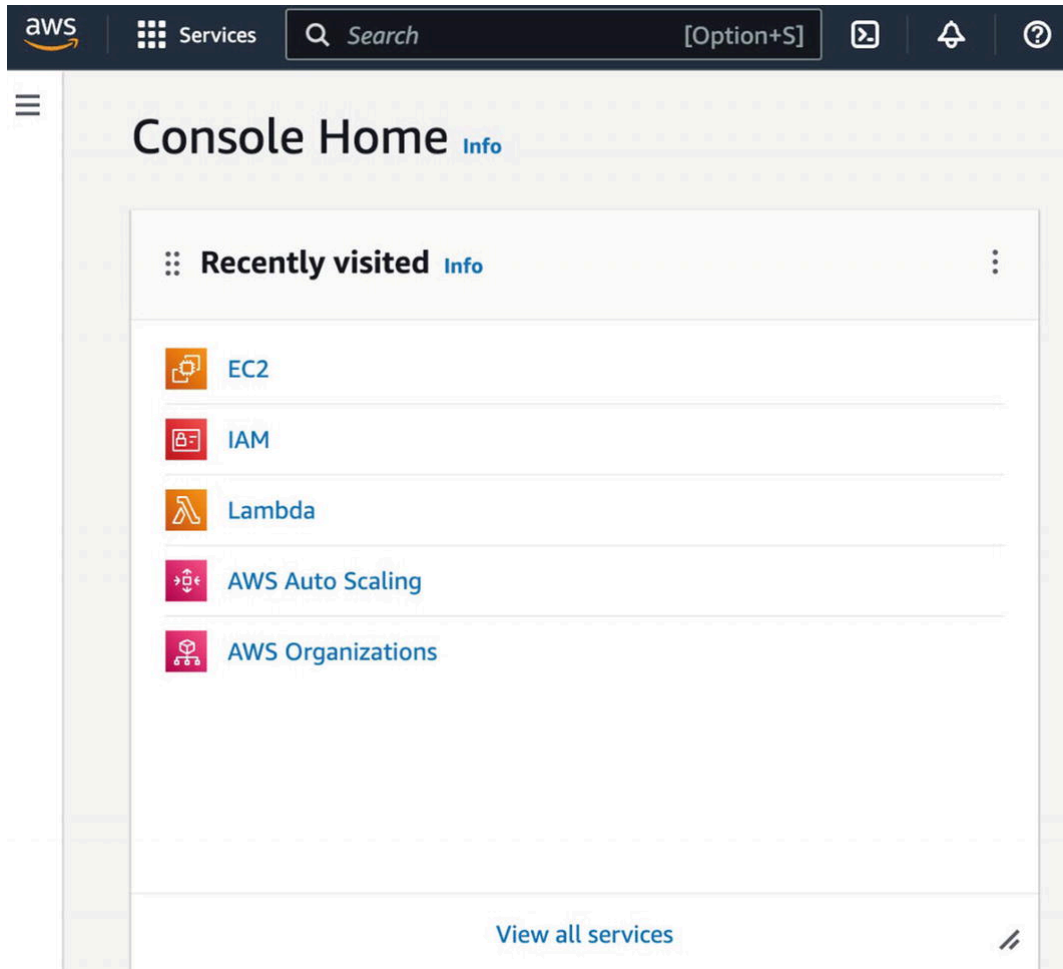 aws Services Search [Option+S]
Console Home Info
Recently visited Info
EC2
IAM
Lambda
AWS Auto Scaling
AWS Organizations
View all services